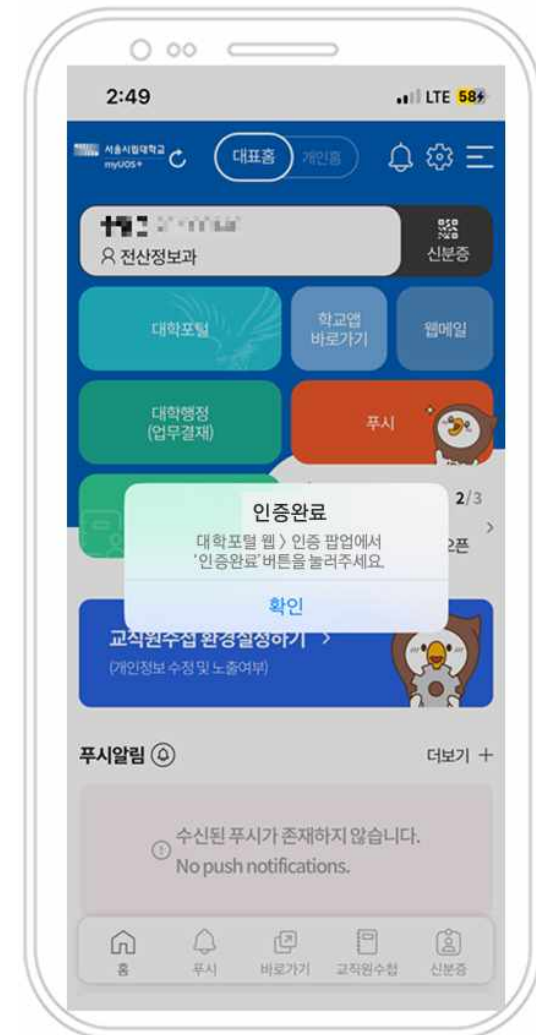 2:49
LTE 58
서울시립대학교
myUOS+
대표홈
개인홈
전산정보과
신분증
대학포털
학교앱
바로가기
웹메일
대학행정
(업무결재)
푸시
2/3
오픈
인증완료
대학포털 웹 > 인증 팝업에서
'인증완료' 버튼을 눌러주세요.
확인
교직원수첩 환경설정하기 >
(개인정보 수정 및 노출여부)
푸시알림
더보기 +
수신된 푸시가 존재하지 않습니다.
No push notifications.
홈
푸시
바로가기
교직원수첩
신분증